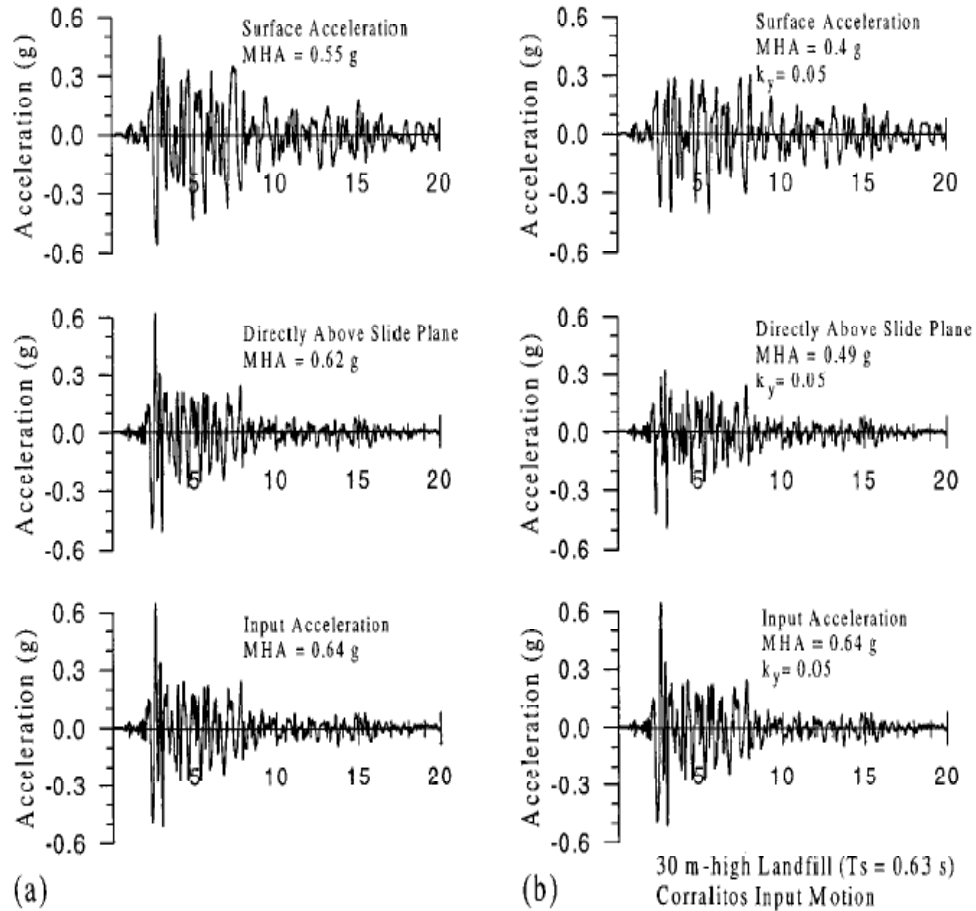 0.6
0.3
0.0
-0.3
-0.6
Acceleration (g)
Surface Acceleration
MHA = 0.55 g
5
10
15
20
0.6
0.3
0.0
-0.3
-0.6
Acceleration (g)
Directly Above Slide Plane
MHA = 0.62 g
5
10
15
20
0.6
0.3
0.0
-0.3
-0.6
Acceleration (g)
Input Acceleration
MHA = 0.64 g
5
10
15
20
(a)
0.6
0.3
0.0
-0.3
-0.6
Acceleration (g)
Surface Acceleration
MHA = 0.4 g
ky = 0.05
5
10
15
20
0.6
0.3
0.0
-0.3
-0.6
Acceleration (g)
Directly Above Slide Plane
MHA = 0.49 g
ky = 0.05
5
10
15
20
0.6
0.3
0.0
-0.3
-0.6
Acceleration (g)
Input Acceleration
MHA = 0.64 g
ky = 0.05
5
10
15
20
(b)
30 m-high Landfill (Ts = 0.63 s)
Corralitos Input Motion